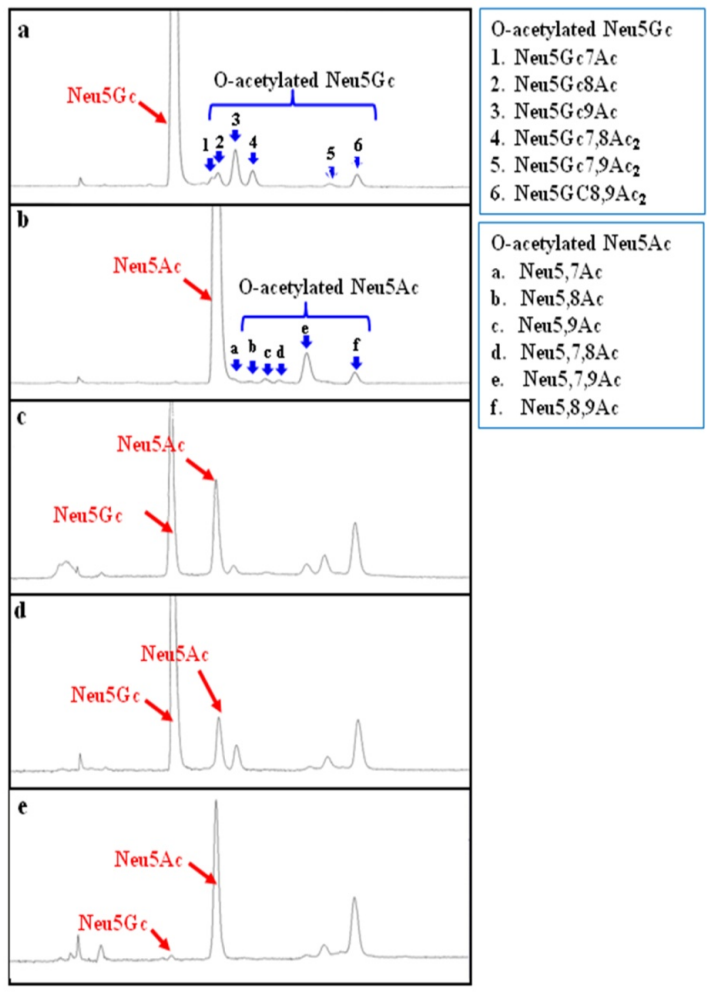 a
Neu5Gc
O-acetylated Neu5Gc
1
2
3
4
5
6
b
Neu5Ac
O-acetylated Neu5Ac
a
b
c
d
e
f
c
Neu5Ac
Neu5Gc
d
Neu5Ac
Neu5Gc
e
Neu5Ac
Neu5Gc
O-acetylated Neu5Gc
1. Neu5Gc7Ac
2. Neu5Gc8Ac
3. Neu5Gc9Ac
4. Neu5Gc7,8Ac₂
5. Neu5Gc7,9Ac₂
6. Neu5GC8,9Ac₂
O-acetylated Neu5Ac
a. Neu5,7Ac
b. Neu5,8Ac
c. Neu5,9Ac
d. Neu5,7,8Ac
e. Neu5,7,9Ac
f. Neu5,8,9Ac